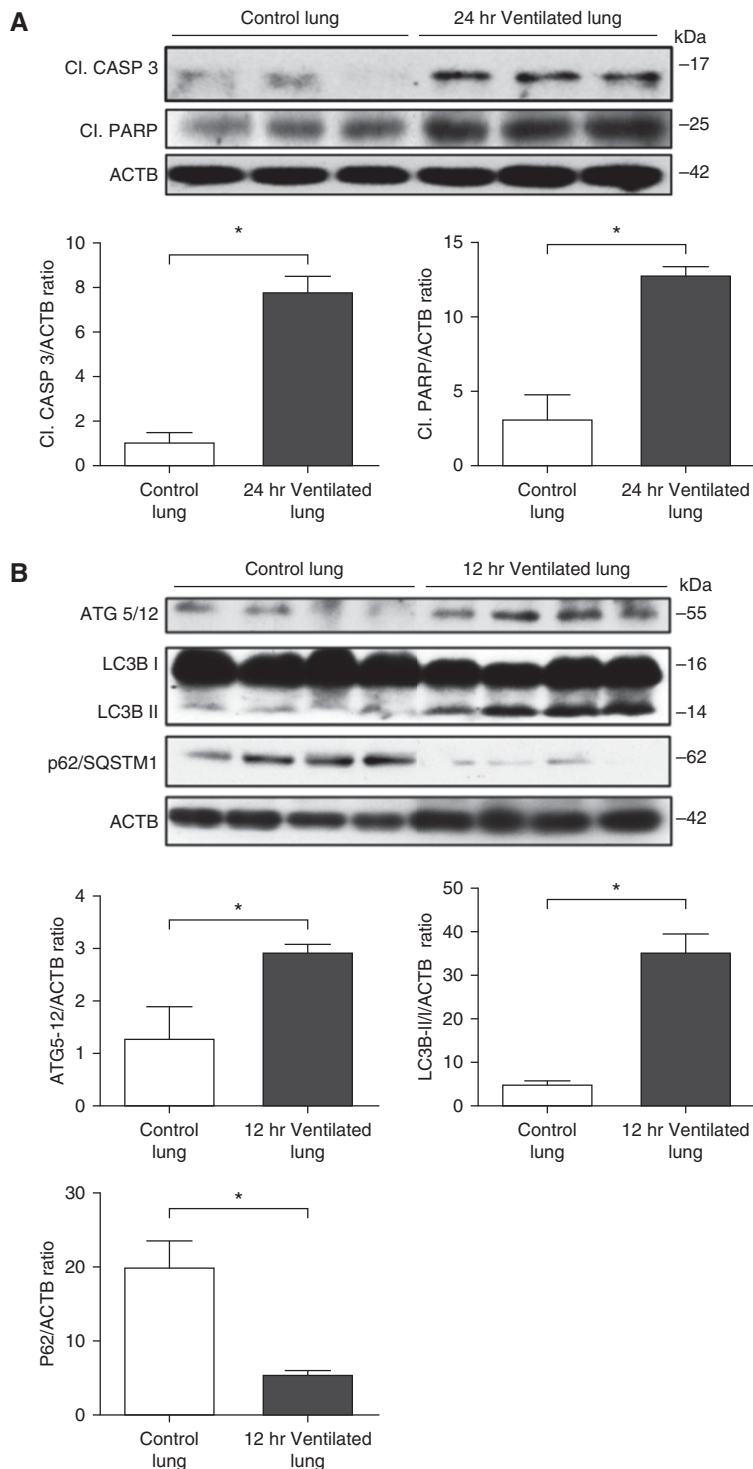 A
Control lung
24 hr Ventilated lung
kDa
Cl. CASP 3
–17
Cl. PARP
–25
ACTB
–42
Cl. CASP 3/ACTB ratio
10
8
6
4
2
0
*
Control
lung
24 hr Ventilated
lung
Cl. PARP/ACTB ratio
15
10
5
0
*
Control
lung
24 hr Ventilated
lung
B
Control lung
12 hr Ventilated lung
kDa
ATG 5/12
–55
LC3B I
–16
LC3B II
–14
p62/SQSTM1
–62
ACTB
–42
ATG5-12/ACTB ratio
4
3
2
1
0
*
Control
lung
12 hr Ventilated
lung
LC3B-II/I/ACTB ratio
50
40
30
20
10
0
*
Control
lung
12 hr Ventilated
lung
P62/ACTB ratio
30
20
10
0
*
Control
lung
12 hr Ventilated
lung